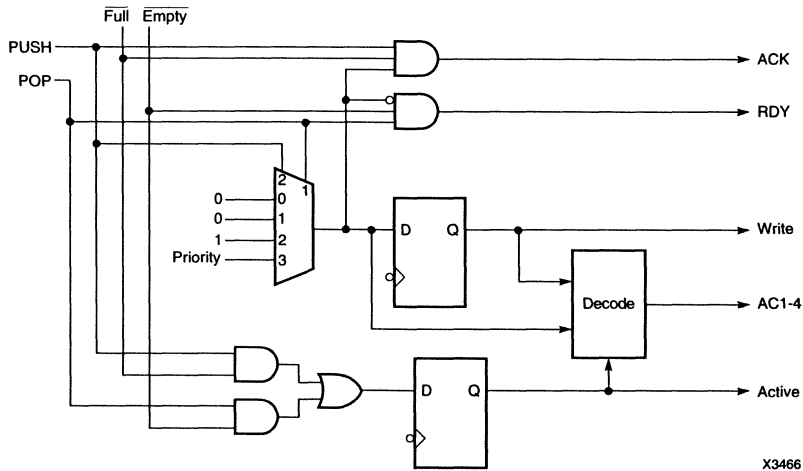 Full Empty
PUSH
ACK
POP
RDY
2
1
0 0
0 1
1 2
Priority 3
D Q
Write
Decode
AC1-4
D Q
Active
X3466